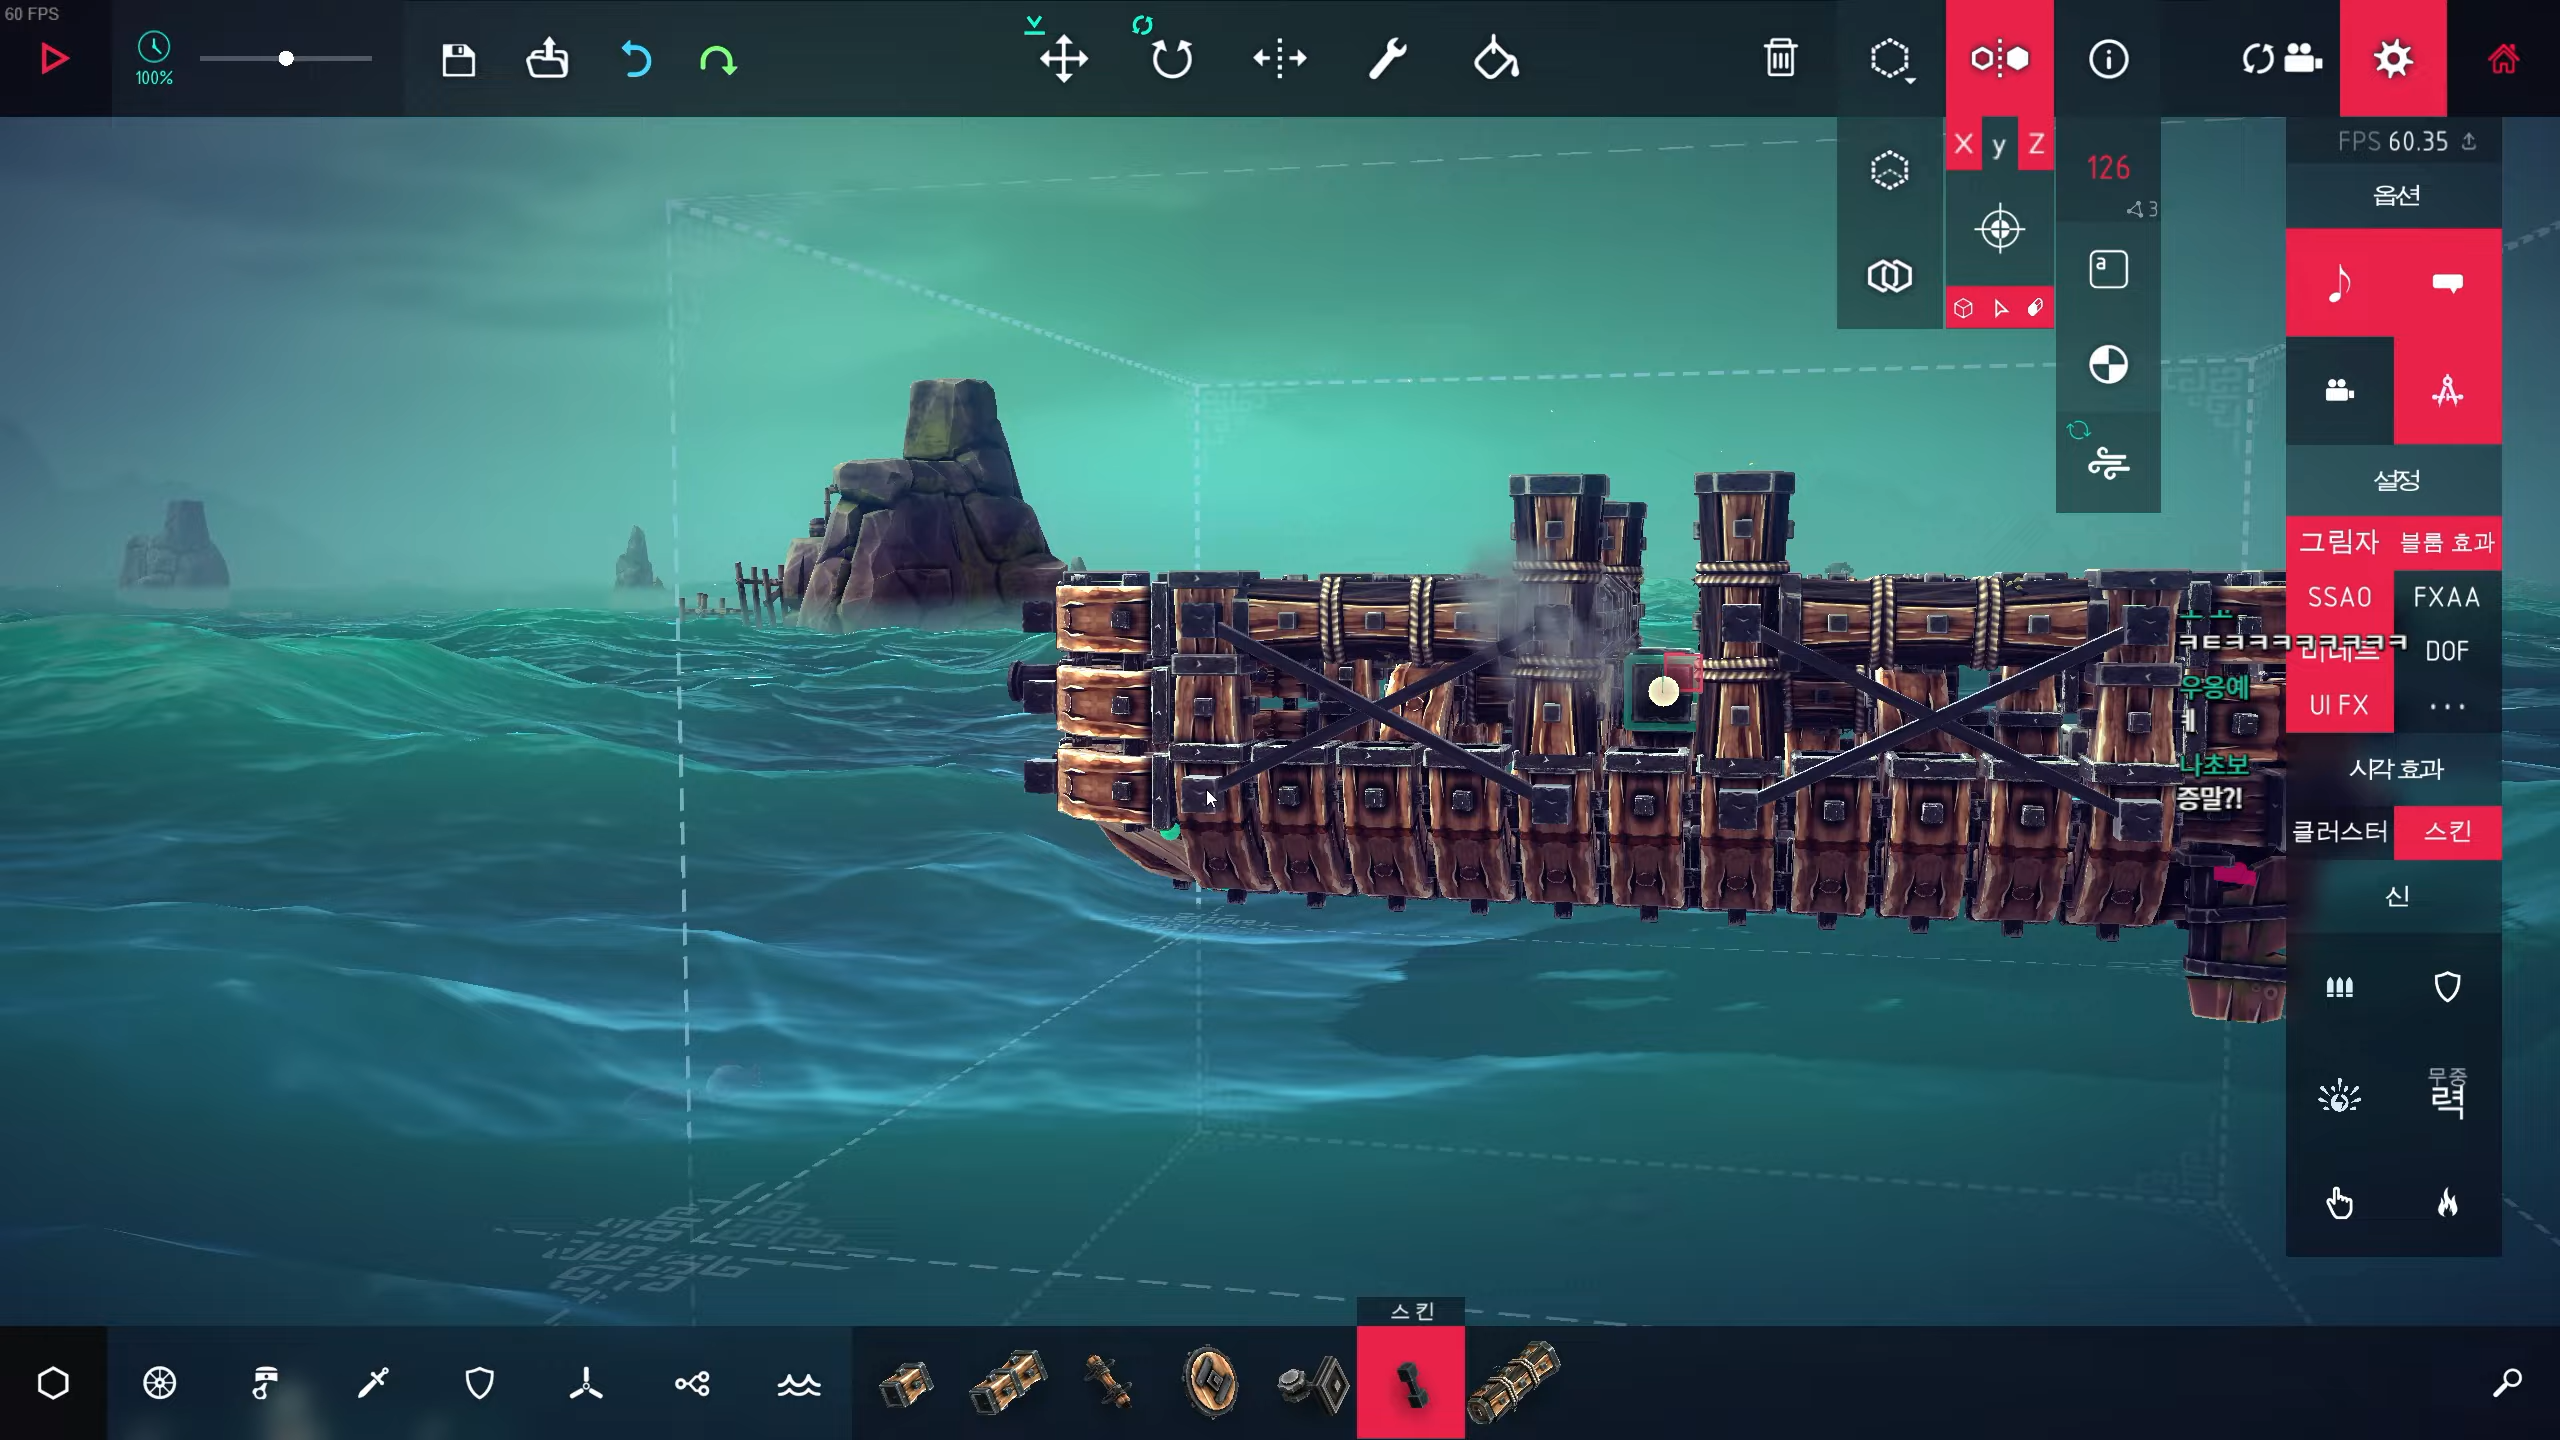 60 FPS
100%
X y Z
126
3
a
FPS 60.35
옵션
설정
그림자 블룸 효과
SSAO FXAA
ㅋㅌㅋㅋㅋㅋㅋㅋㅋㅋ
DOF
우옹예
UI FX ...
시각 효과
나초보
증말?!
클러스터 스킨
신
무중
력
스킨